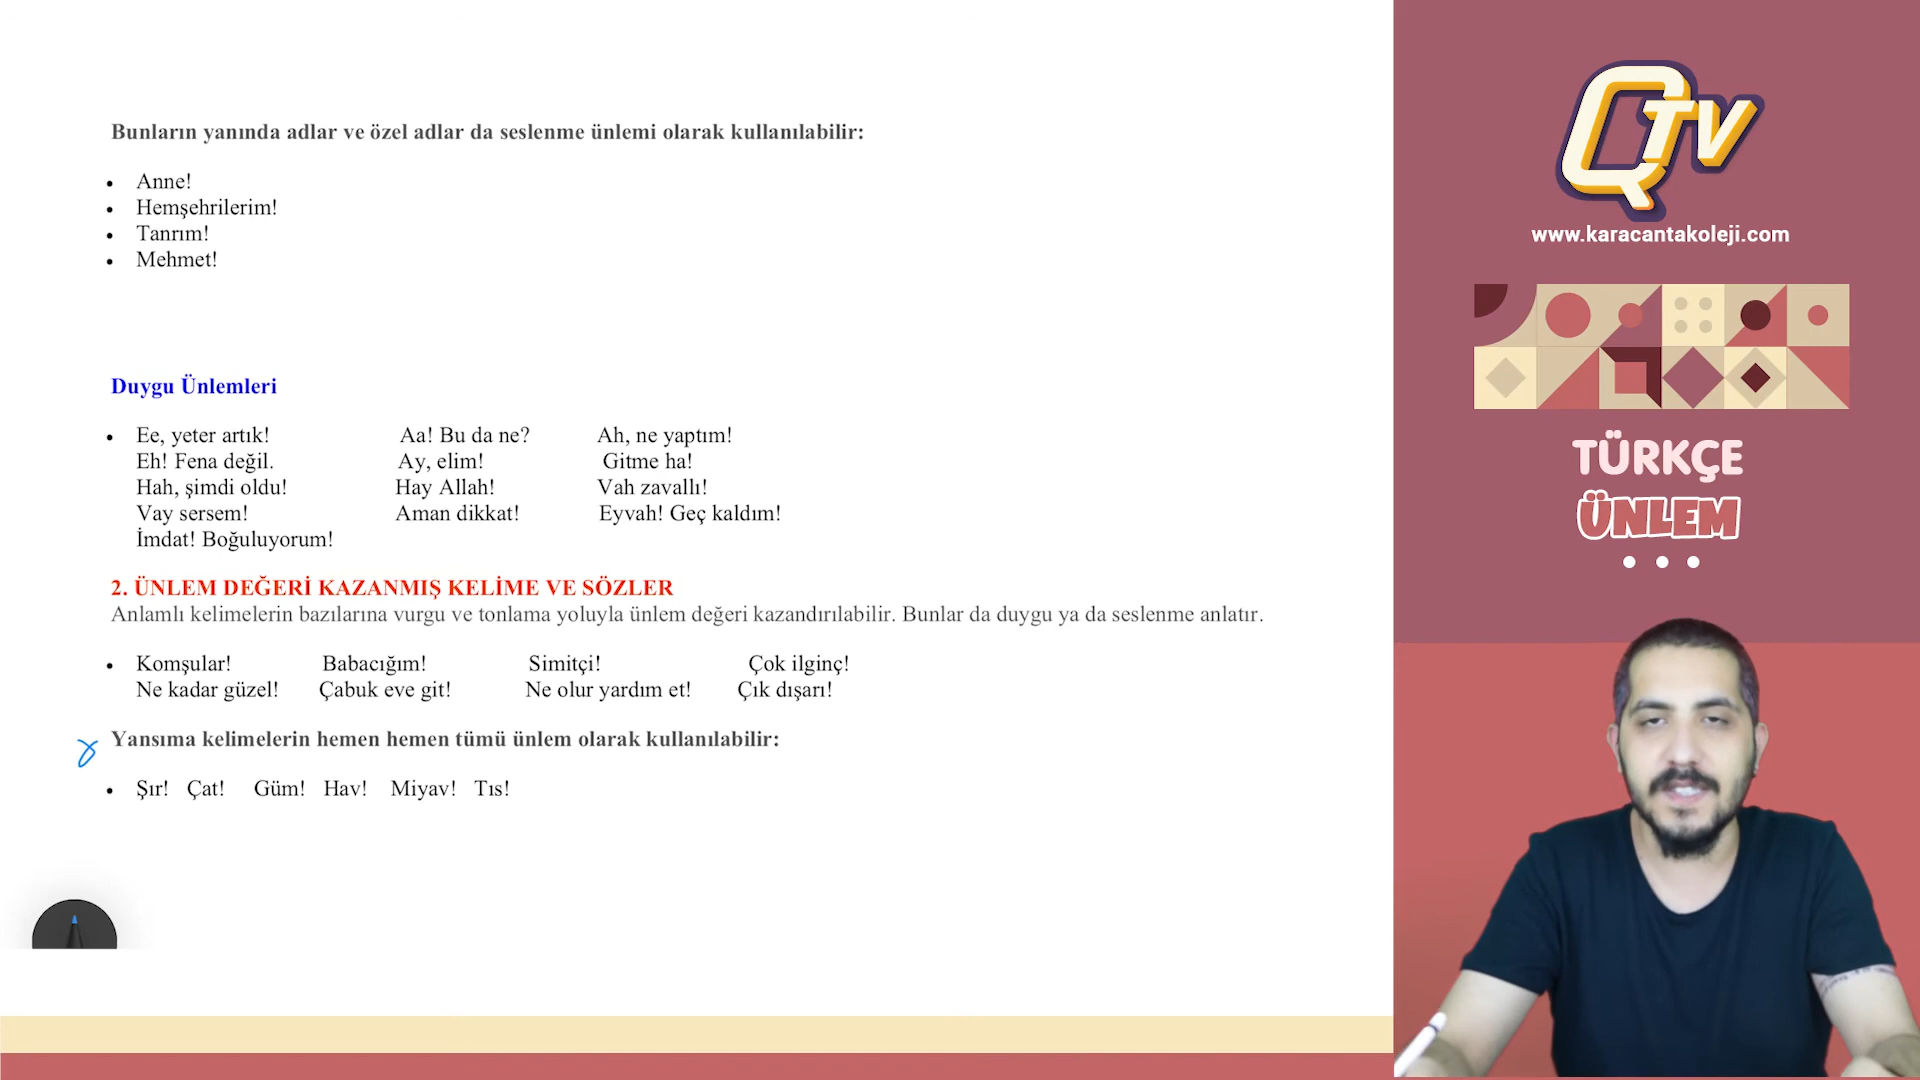 Bunların yanında adlar ve özel adlar da seslenme ünlemi olarak kullanılabilir:
Anne!
Hemşehrilerim!
Tanrım!
Mehmet!
Duygu Ünlemleri
Ee, yeter artık! Aa! Bu da ne? Ah, ne yaptım!
Eh! Fena değil. Ay, elim! Gitme ha!
Hah, şimdi oldu! Hay Allah! Vah zavallı!
Vay sersem! Aman dikkat! Eyvah! Geç kaldım!
İmdat! Boğuluyorum!
2. ÜNLEM DEĞERİ KAZANMIŞ KELİME VE SÖZLER
Anlamlı kelimelerin bazılarına vurgu ve tonlama yoluyla ünlem değeri kazandırılabilir. Bunlar da duygu ya da seslenme anlatır.
Komşular! Babacığım! Simitçi! Çok ilginç!
Ne kadar güzel! Çabuk eve git! Ne olur yardım et! Çık dışarı!
Yansıma kelimelerin hemen hemen tümü ünlem olarak kullanılabilir:
Şır! Çat! Güm! Hav! Miyav! Tıs!
QTV
www.karacantakoleji.com
TÜRKÇE
ÜNLEM